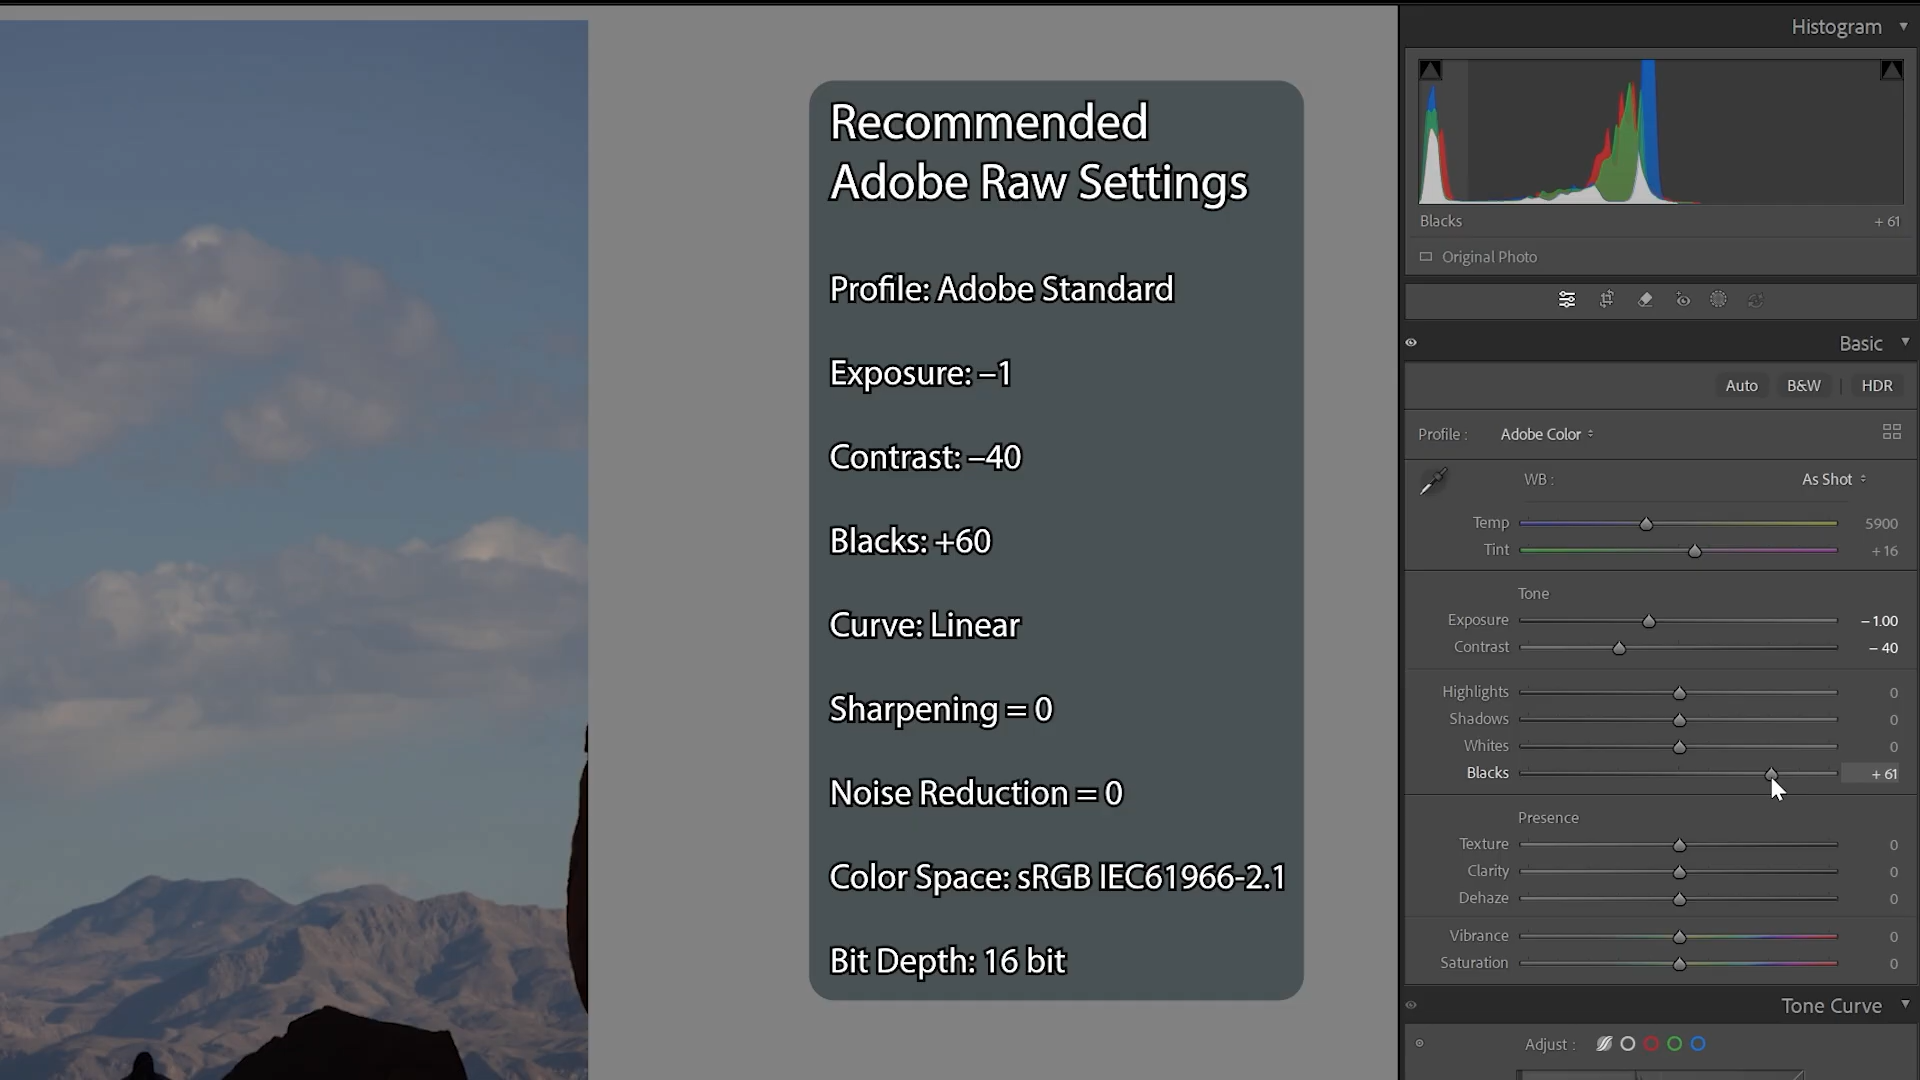 Recommended
Adobe Raw Settings
Profile: Adobe Standard
Exposure: –1
Contrast: –40
Blacks: +60
Curve: Linear
Sharpening = 0
Noise Reduction = 0
Color Space: sRGB IEC61966-2.1
Bit Depth: 16 bit
Histogram
Blacks + 61
Original Photo
Basic
Auto B&W | HDR
Profile : Adobe Color
WB : As Shot
Temp 5900
Tint + 16
Tone
Exposure – 1.00
Contrast – 40
Highlights 0
Shadows 0
Whites 0
Blacks + 61
Presence
Texture 0
Clarity 0
Dehaze 0
Vibrance 0
Saturation 0
Tone Curve
Adjust :